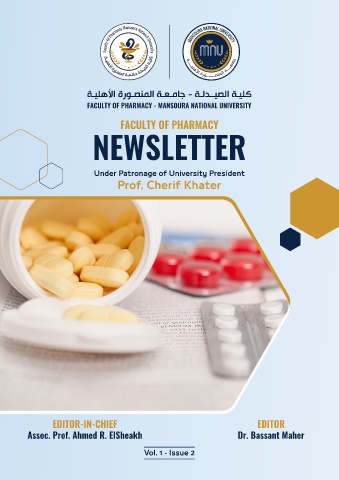 mnu
كلية الصيدلة - جامعة المنصورة الأهلية
FACULTY OF PHARMACY - MANSOURA NATIONAL UNIVERSITY
FACULTY OF PHARMACY
NEWSLETTER
Under Patronage of University President
Prof. Cherif Khater
EDITOR-IN-CHIEF
Assoc. Prof. Ahmed R. ElSheakh
EDITOR
Dr. Bassant Maher
Vol. 1 - Issue 2